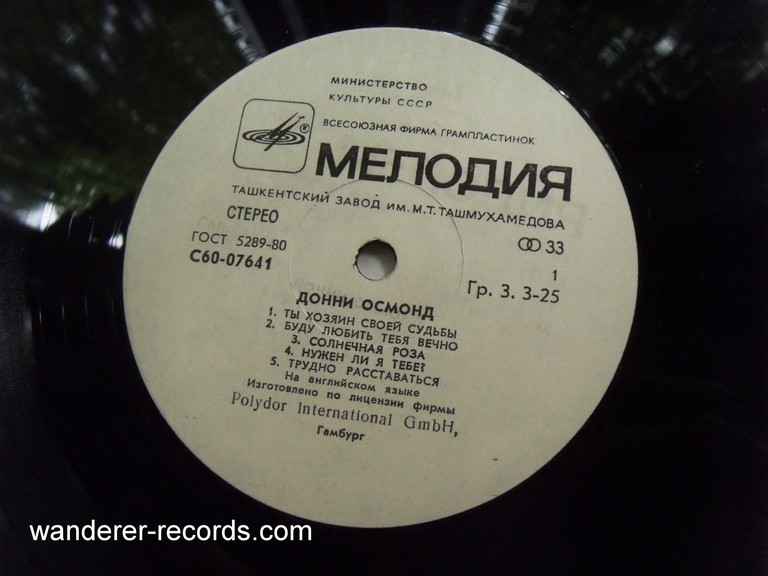 МИНИСТЕРСТВО
КУЛЬТУРЫ СССР
ВСЕСОЮЗНАЯ ФИРМА ГРАМПЛАСТИНОК
®
МЕЛОДИЯ
ТАШКЕНТСКИЙ ЗАВОД ИМ. М.Т. ТАШМУХАМЕДОВА
СТЕРЕО
33
ГОСТ 5289-80
1
С60-07641
Гр. 3. 3-25
ДОННИ ОСМОНД
1. ТЫ ХОЗЯИН СВОЕЙ СУДЬБЫ
2. БУДУ ЛЮБИТЬ ТЕБЯ ВЕЧНО
3. СОЛНЕЧНАЯ РОЗА
4. НУЖЕН ЛИ Я ТЕБЕ?
5. ТРУДНО РАССТАВАТЬСЯ
На английском языке
Изготовлено по лицензии фирмы
Polydor International GmbH,
Гамбург
wanderer-records.com